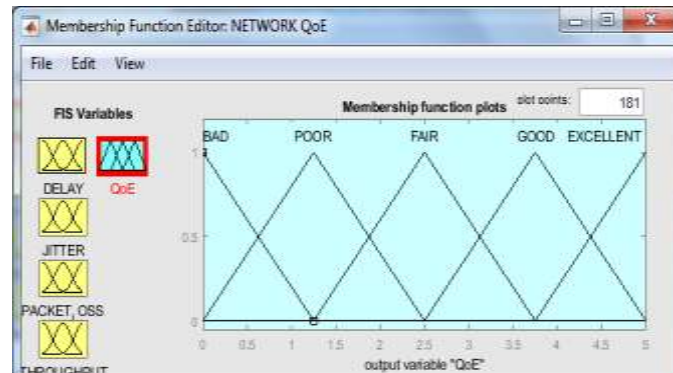 Membership Function Editor: NETWORK QoE
File Edit View
FIS Variables
Membership function plots
plot points:
181
DELAY
QoE
JITTER
PACKET, OSS
THROUGHPUT
BAD
POOR
FAIR
GOOD
EXCELLENT
1
0.5
0
0 0.5 1 1.5 2 2.5 3 3.5 4 4.5 5
output variable "QoE"